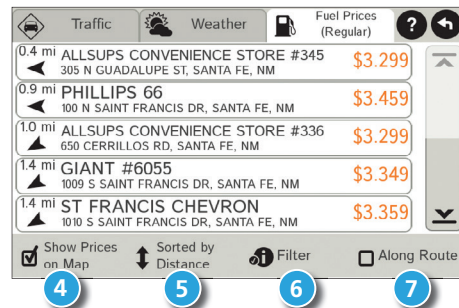 Traffic
Weather
Fuel Prices
(Regular)
?
0.4 mi
ALLSUPS CONVENIENCE STORE #345
$3.299
305 N GUADALUPE ST, SANTA FE, NM
0.9 mi
PHILLIPS 66
$3.459
100 N SAINT FRANCIS DR, SANTA FE, NM
1.0 mi
ALLSUPS CONVENIENCE STORE #336
$3.299
650 CERRILLOS RD, SANTA FE, NM
1.4 mi
GIANT #6055
$3.349
1009 S SAINT FRANCIS DR, SANTA FE, NM
1.4 mi
ST FRANCIS CHEVRON
$3.359
1010 S SAINT FRANCIS DR, SANTA FE, NM
Show Prices
on Map
Sorted by
Distance
Filter
Along Route
4
5
6
7